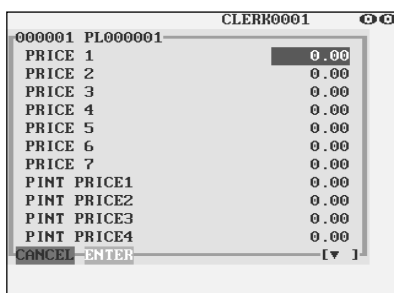 CLERK0001
000001 PL000001
PRICE 1 0.00
PRICE 2 0.00
PRICE 3 0.00
PRICE 4 0.00
PRICE 5 0.00
PRICE 6 0.00
PRICE 7 0.00
PINT PRICE1 0.00
PINT PRICE2 0.00
PINT PRICE3 0.00
PINT PRICE4 0.00
CANCEL ENTER [▼ ]